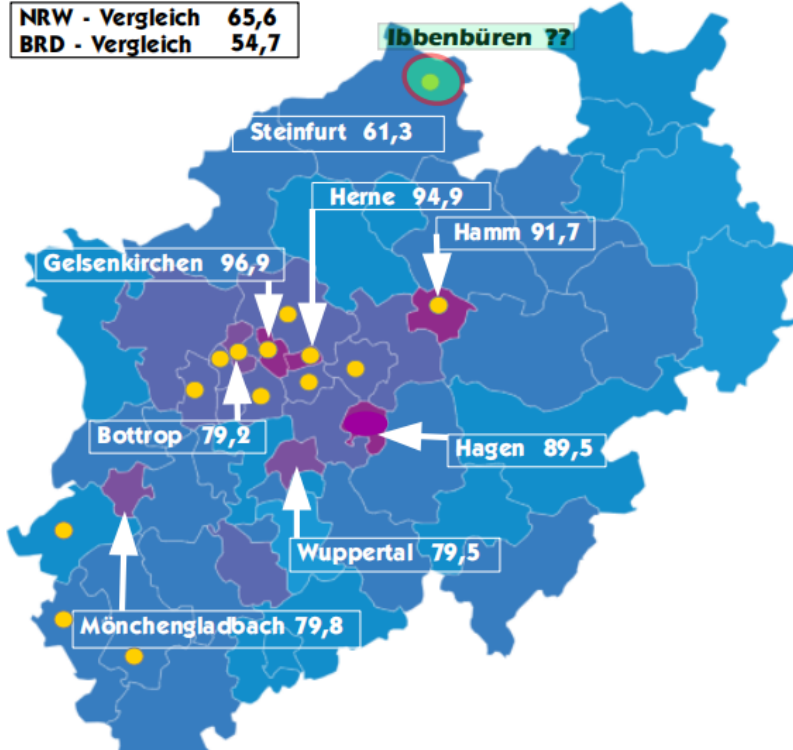 NRW - Vergleich 65,6
BRD - Vergleich 54,7
Ibbenbüren ??
Steinfurt 61,3
Herne 94,9
Hamm 91,7
Gelsenkirchen 96,9
Bottrop 79,2
Hagen 89,5
Wuppertal 79,5
Mönchengladbach 79,8